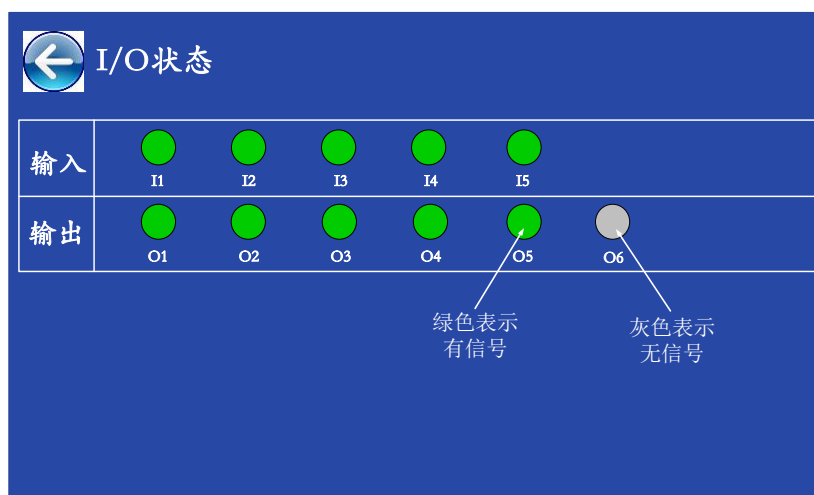 I/O状态
输入
I1 I2 I3 I4 I5
输出
O1 O2 O3 O4 O5 O6
绿色表示
有信号
灰色表示
无信号